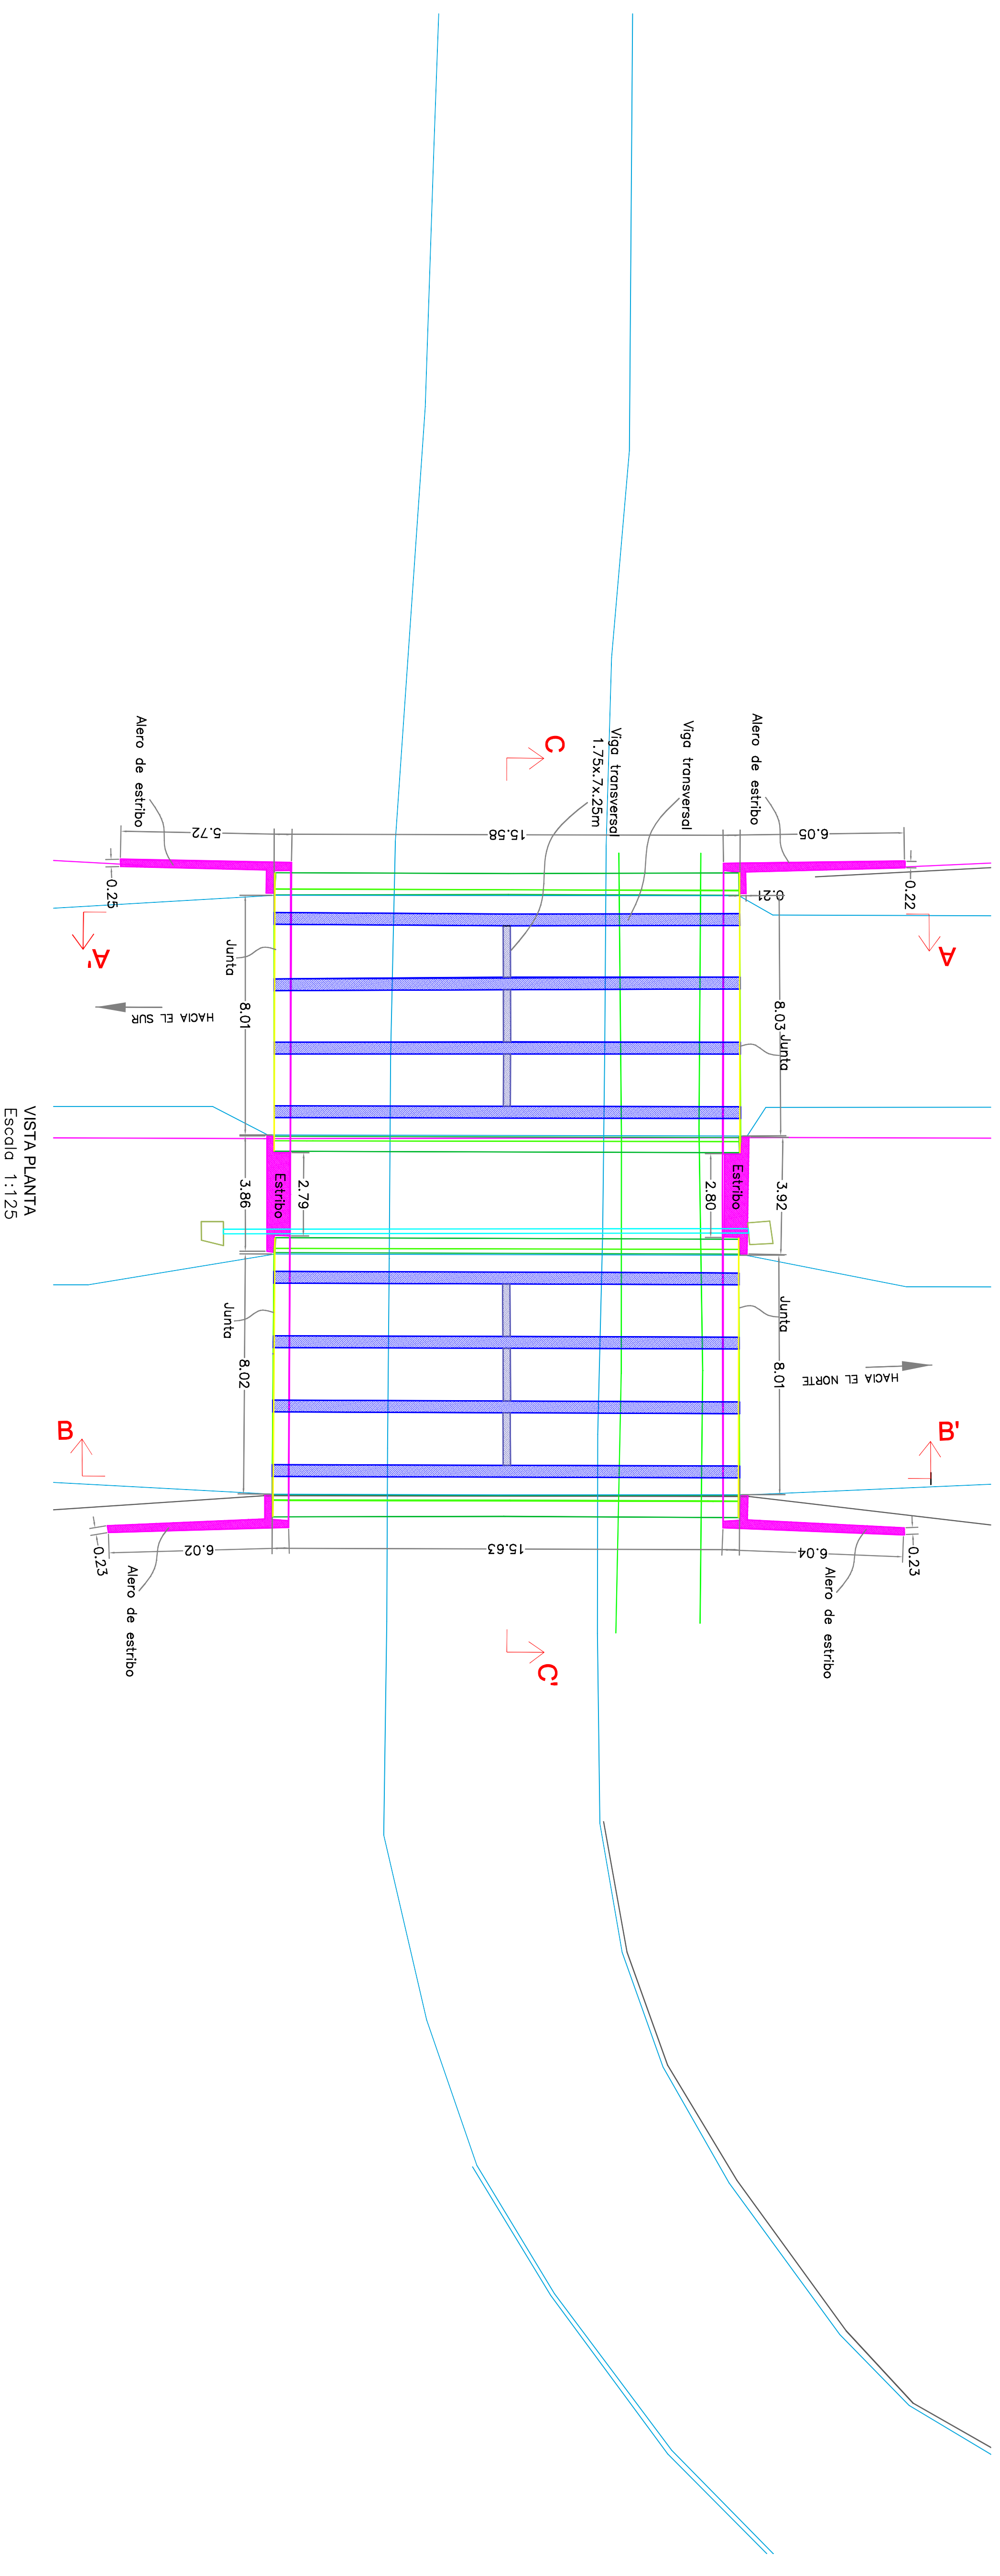 C
Alero de estribo
Viga transversal
1.75x.7x.25m
Viga transversal
Alero de estribo
5.72
15.58
6.05
0.25
0.21
0.22
A'
A
Junta
8.01
HACIA EL SUR
8.03
Junta
VISTA PLANTA
Escala 1:125
3.86
Estribo
2.79
2.80
Estribo
3.92
Junta
Junta
8.02
8.01
HACIA EL NORTE
B
B'
0.23
6.02
15.63
6.04
0.23
Alero de estribo
Alero de estribo
C'